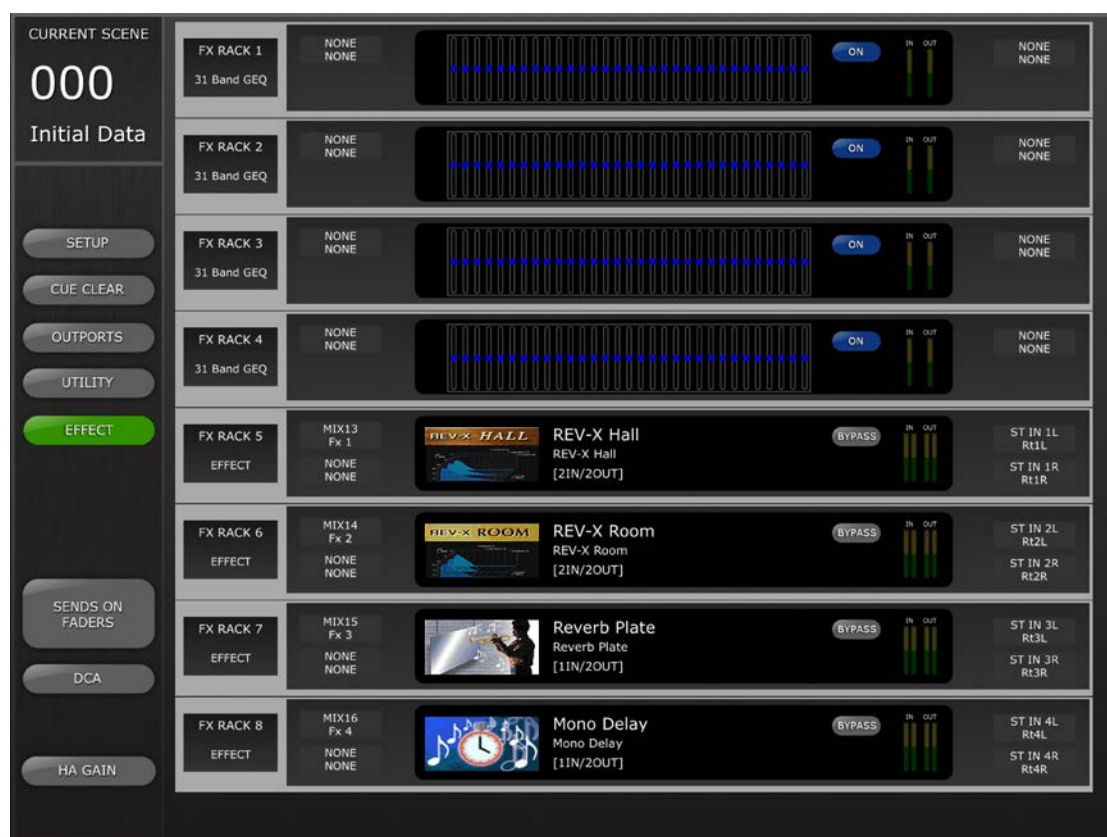 CURRENT SCENE
000
Initial Data
SETUP
CUE CLEAR
OUTPORTS
UTILITY
EFFECT
SENDS ON
FADERS
DCA
HA GAIN
FX RACK 1
31 Band GEQ
NONE
NONE
ON
IN OUT
NONE
NONE
FX RACK 2
31 Band GEQ
NONE
NONE
ON
IN OUT
NONE
NONE
FX RACK 3
31 Band GEQ
NONE
NONE
ON
IN OUT
NONE
NONE
FX RACK 4
31 Band GEQ
NONE
NONE
ON
IN OUT
NONE
NONE
FX RACK 5
EFFECT
MIX13
Fx 1
NONE
NONE
REV-X HALL
REV-X Hall
REV-X Hall
[2IN/2OUT]
BYPASS
IN OUT
ST IN 1L
Rt1L
ST IN 1R
Rt1R
FX RACK 6
EFFECT
MIX14
Fx 2
NONE
NONE
REV-X ROOM
REV-X Room
REV-X Room
[2IN/2OUT]
BYPASS
IN OUT
ST IN 2L
Rt2L
ST IN 2R
Rt2R
FX RACK 7
EFFECT
MIX15
Fx 3
NONE
NONE
Reverb Plate
Reverb Plate
[1IN/2OUT]
BYPASS
IN OUT
ST IN 3L
Rt3L
ST IN 3R
Rt3R
FX RACK 8
EFFECT
MIX16
Fx 4
NONE
NONE
Mono Delay
Mono Delay
[1IN/2OUT]
BYPASS
IN OUT
ST IN 4L
Rt4L
ST IN 4R
Rt4R